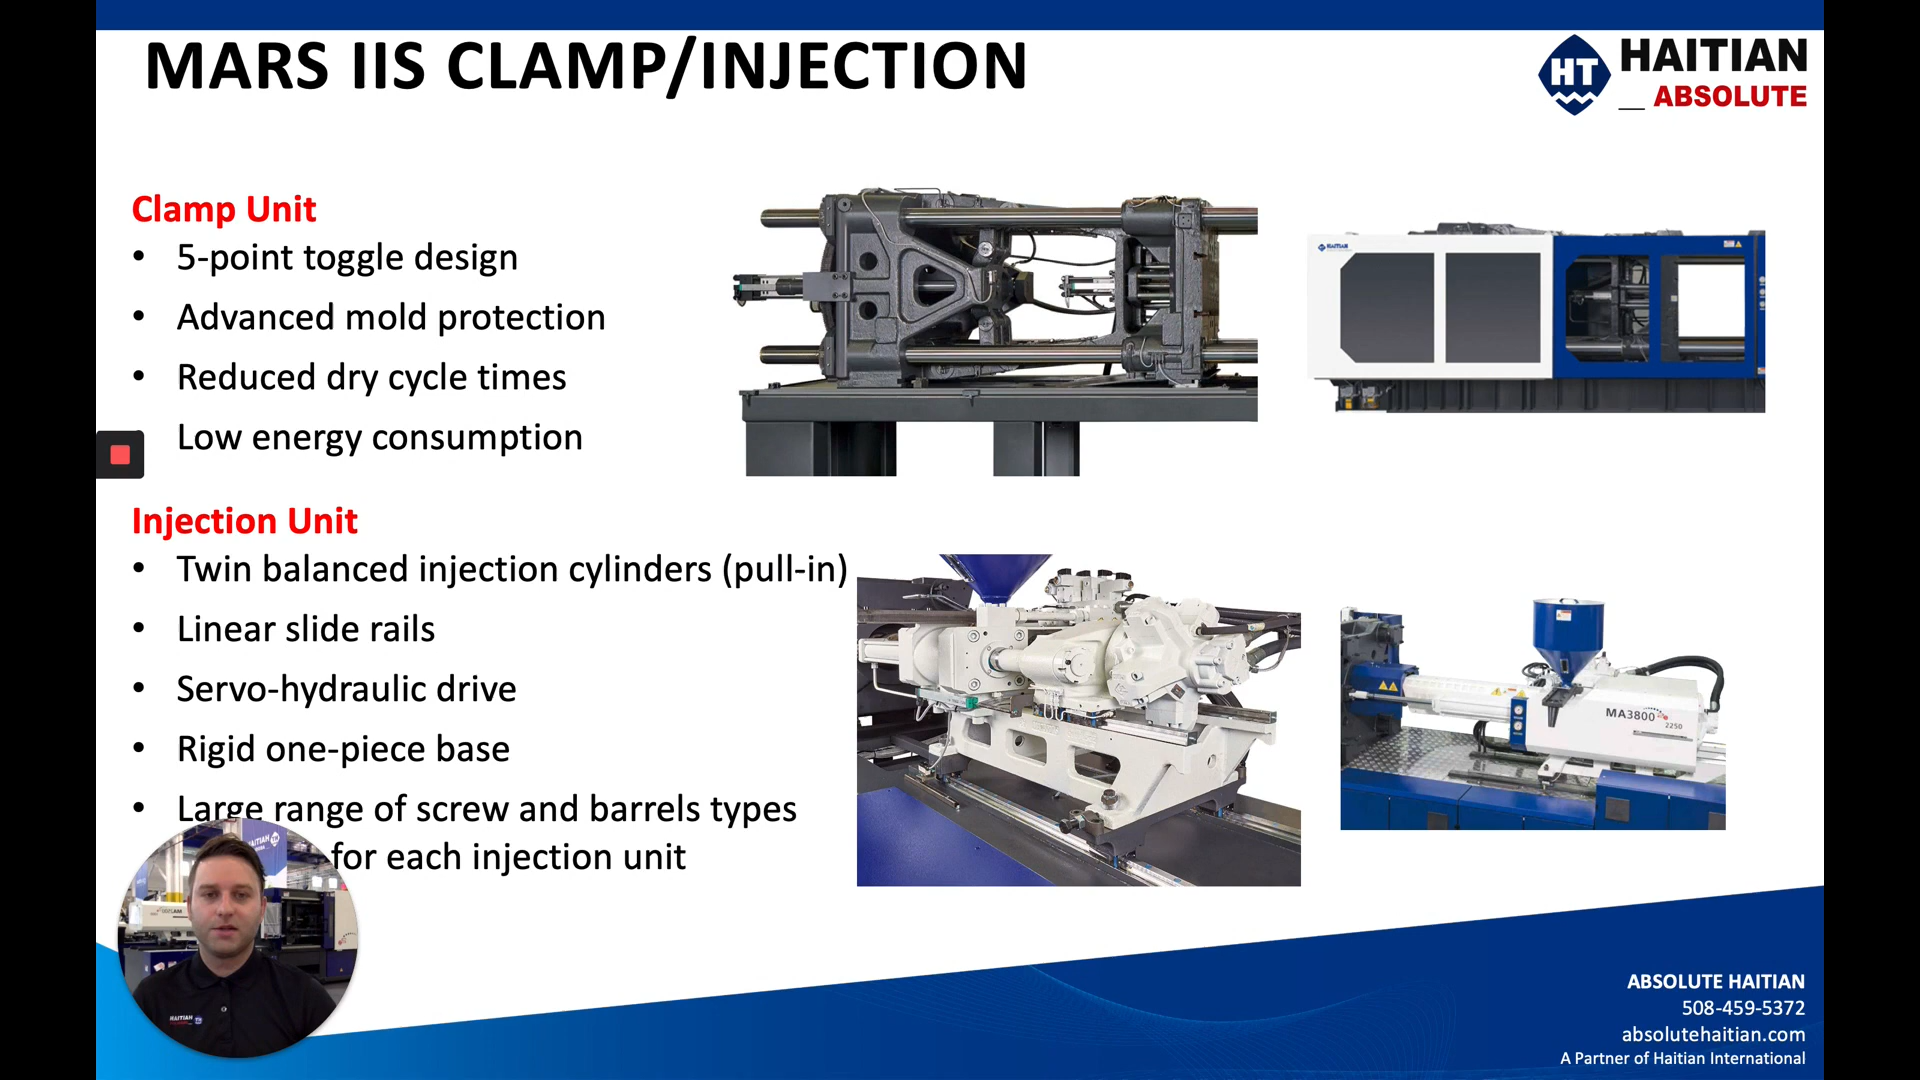 MARS IIS CLAMP/INJECTION
HT HAITIAN
ABSOLUTE
Clamp Unit
• 5-point toggle design
• Advanced mold protection
• Reduced dry cycle times
Low energy consumption
Injection Unit
• Twin balanced injection cylinders (pull-in)
• Linear slide rails
• Servo-hydraulic drive
• Rigid one-piece base
• Large range of screw and barrels types
for each injection unit
HAITIAN
MA3800
2250
HAITIAN
ABSOLUTE HAITIAN
508-459-5372
absolutehaitian.com
A Partner of Haitian International